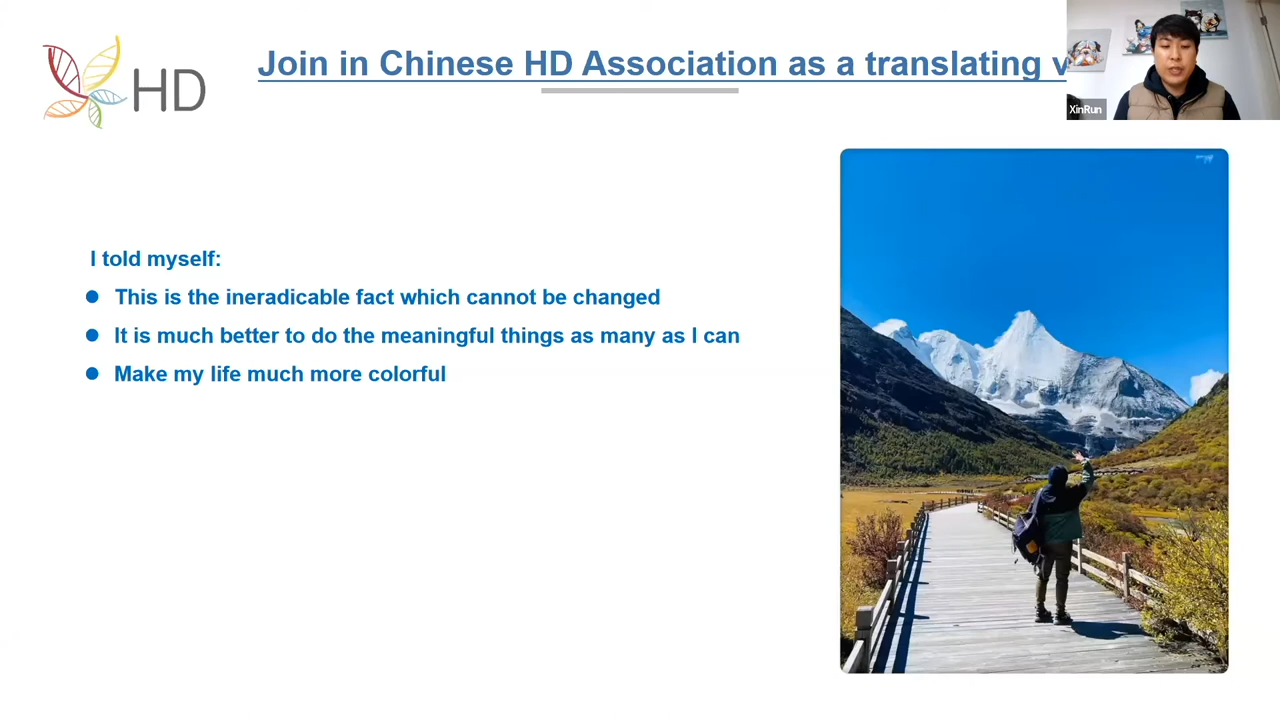 HD
Join in Chinese HD Association as a translating
XinRun
I told myself:
This is the ineradicable fact which cannot be changed
It is much better to do the meaningful things as many as I can
Make my life much more colorful